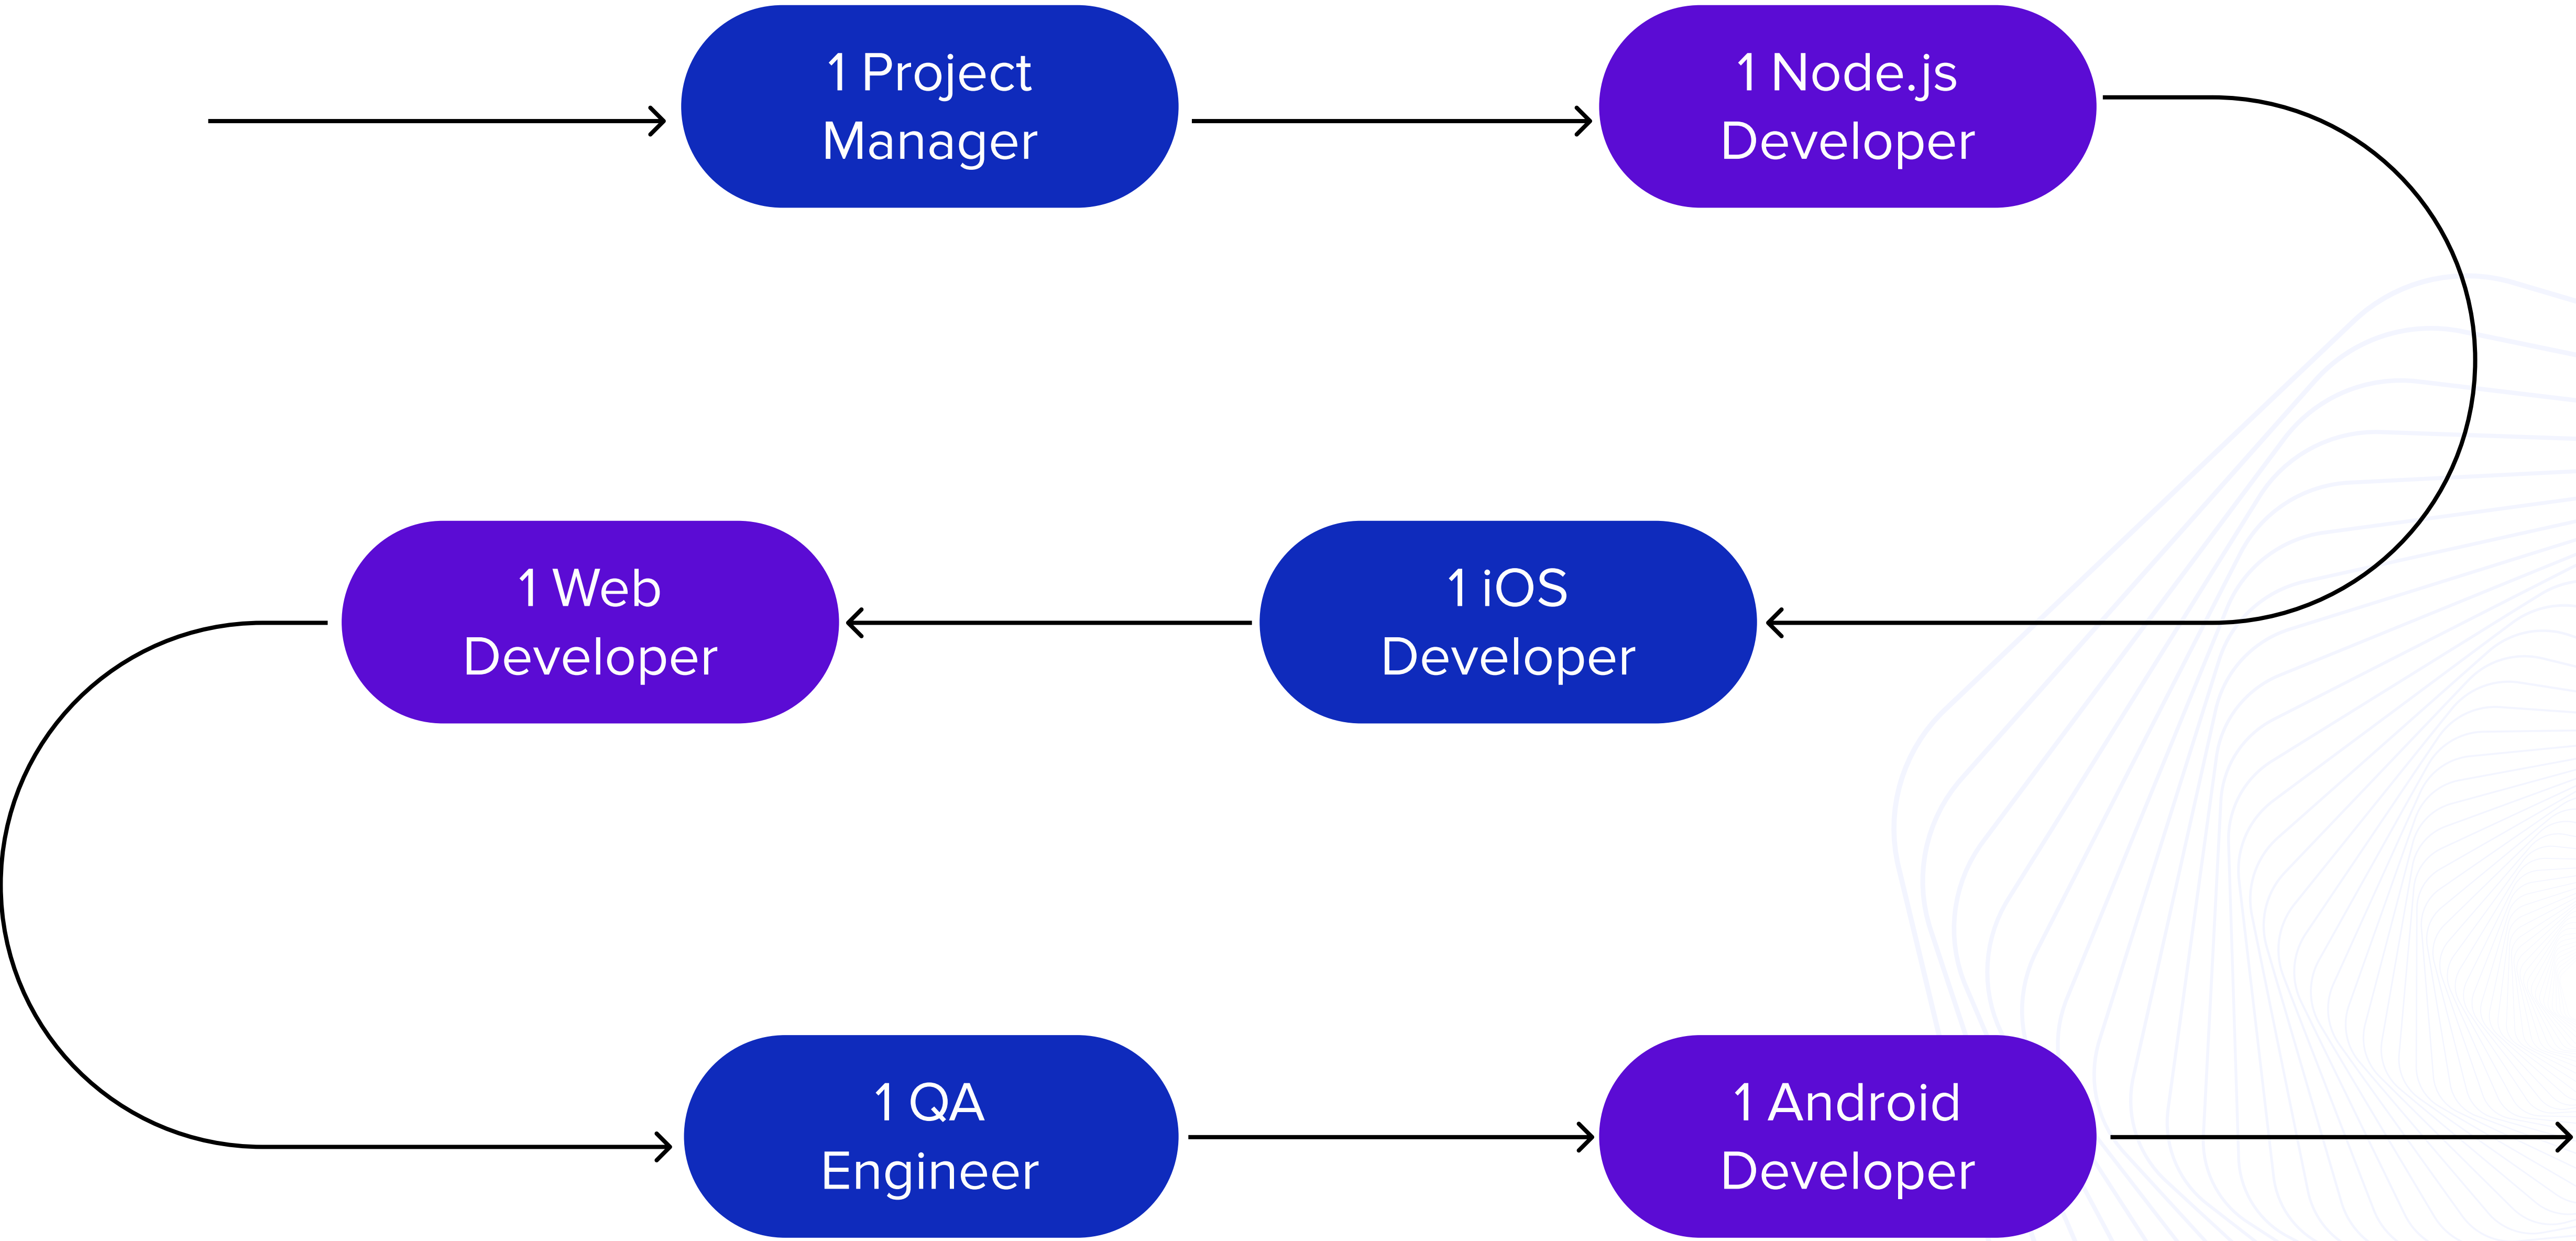 1 Project
Manager
1 Node.js
Developer
1 Web
Developer
1 iOS
Developer
1 QA
Engineer
1 Android
Developer